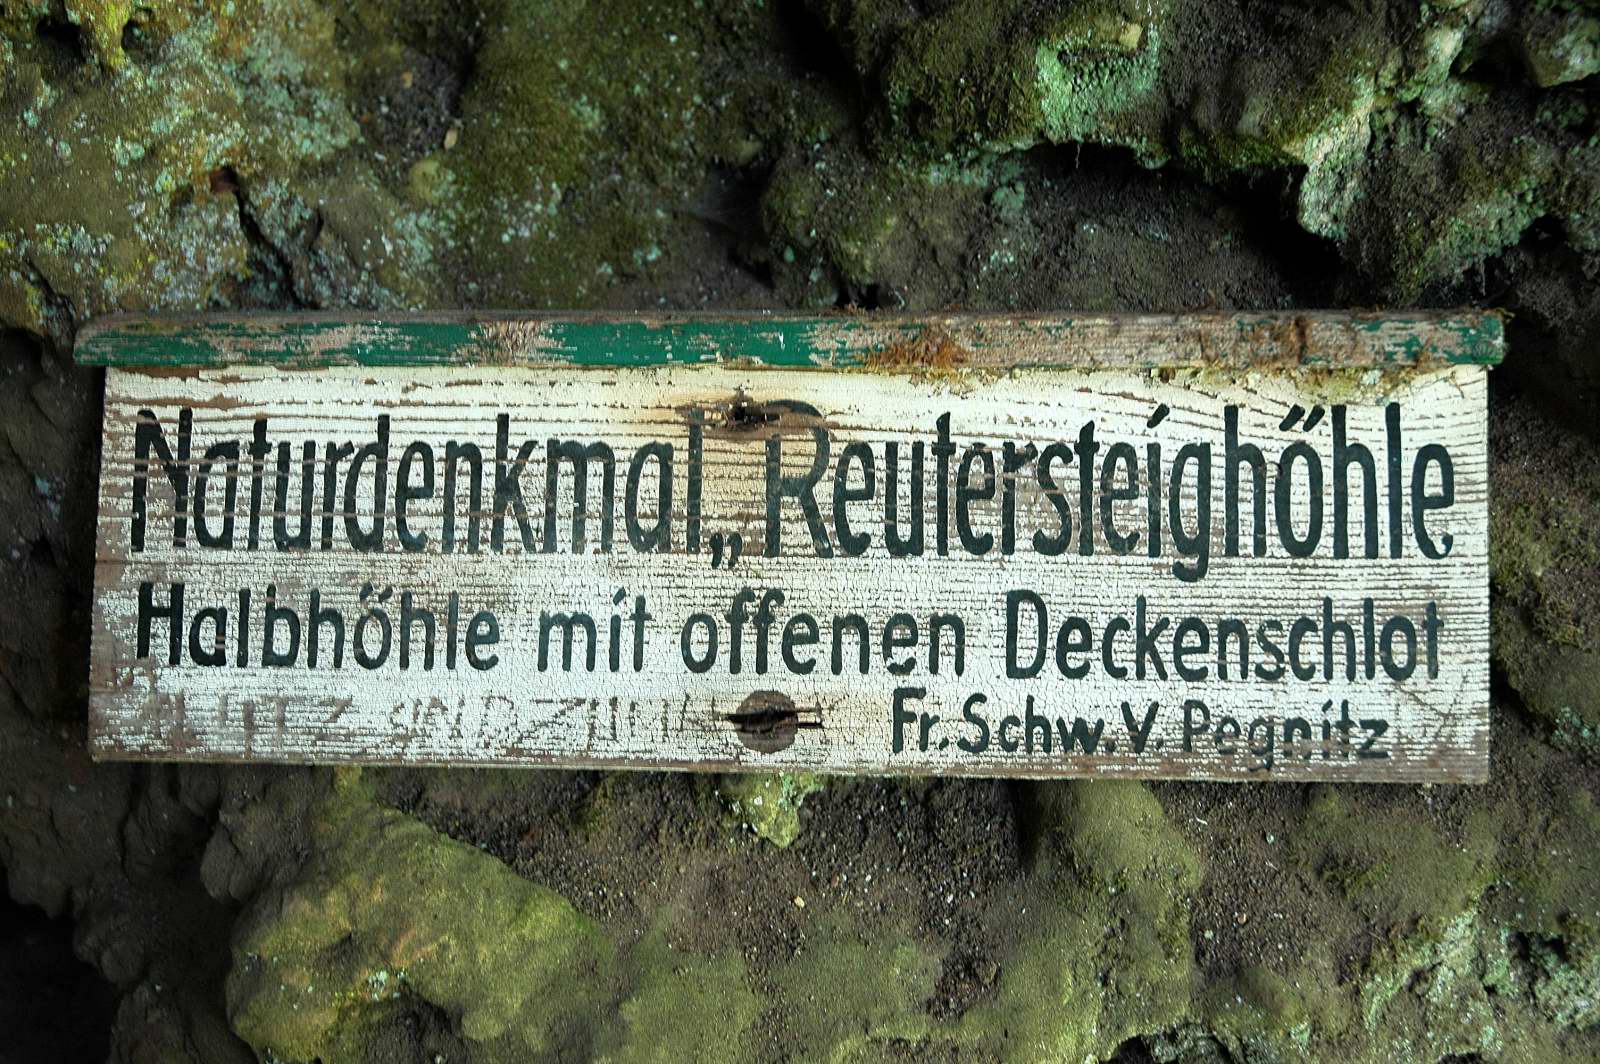 Naturdenkmal „Reutersteighöhle
Halbhöhle mit offenen Deckenschlot
Fr. Schw. V. Pegnitz